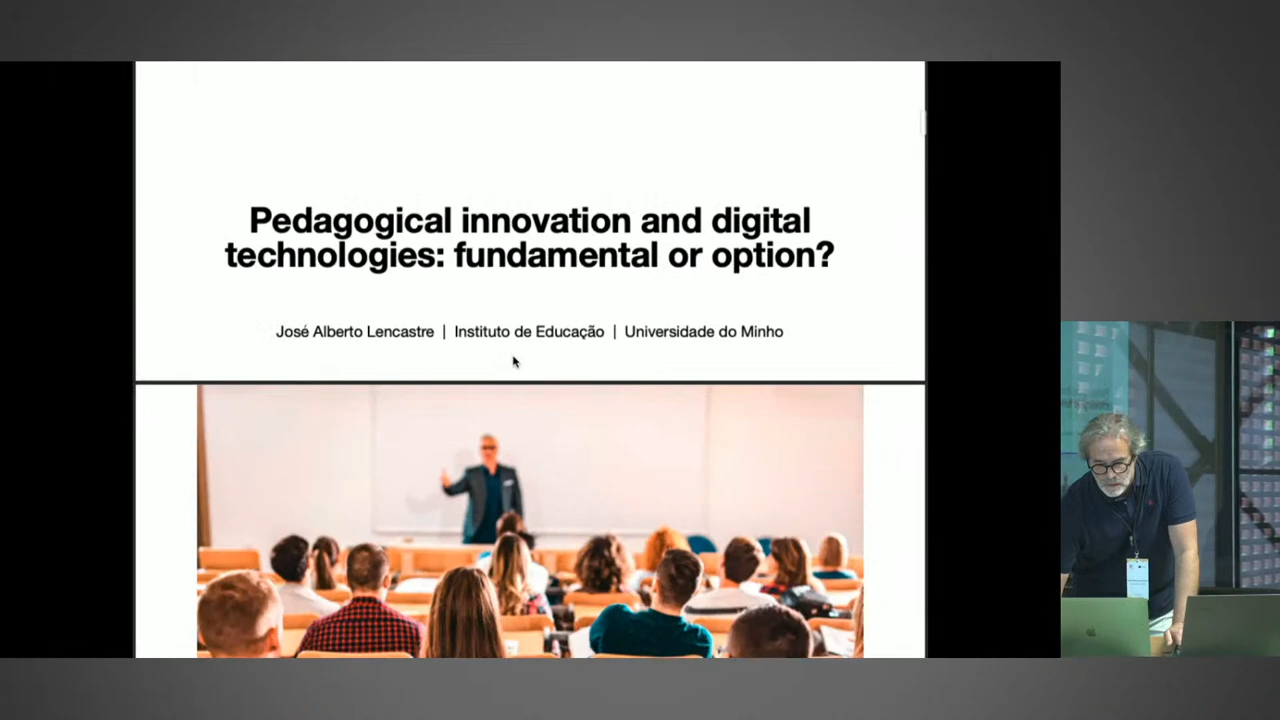 Pedagogical innovation and digital
technologies: fundamental or option?
José Alberto Lencastre | Instituto de Educação | Universidade do Minho